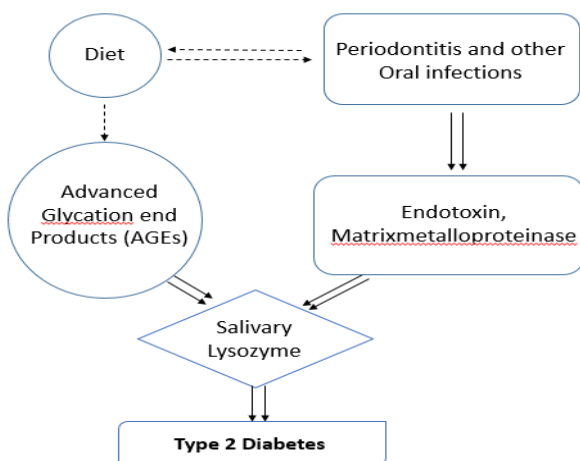 Diet
Periodontitis and other
Oral infections
Advanced
Glycation end
Products (AGEs)
Endotoxin,
Matrixmetalloproteinase
Salivary
Lysozyme
Type 2 Diabetes